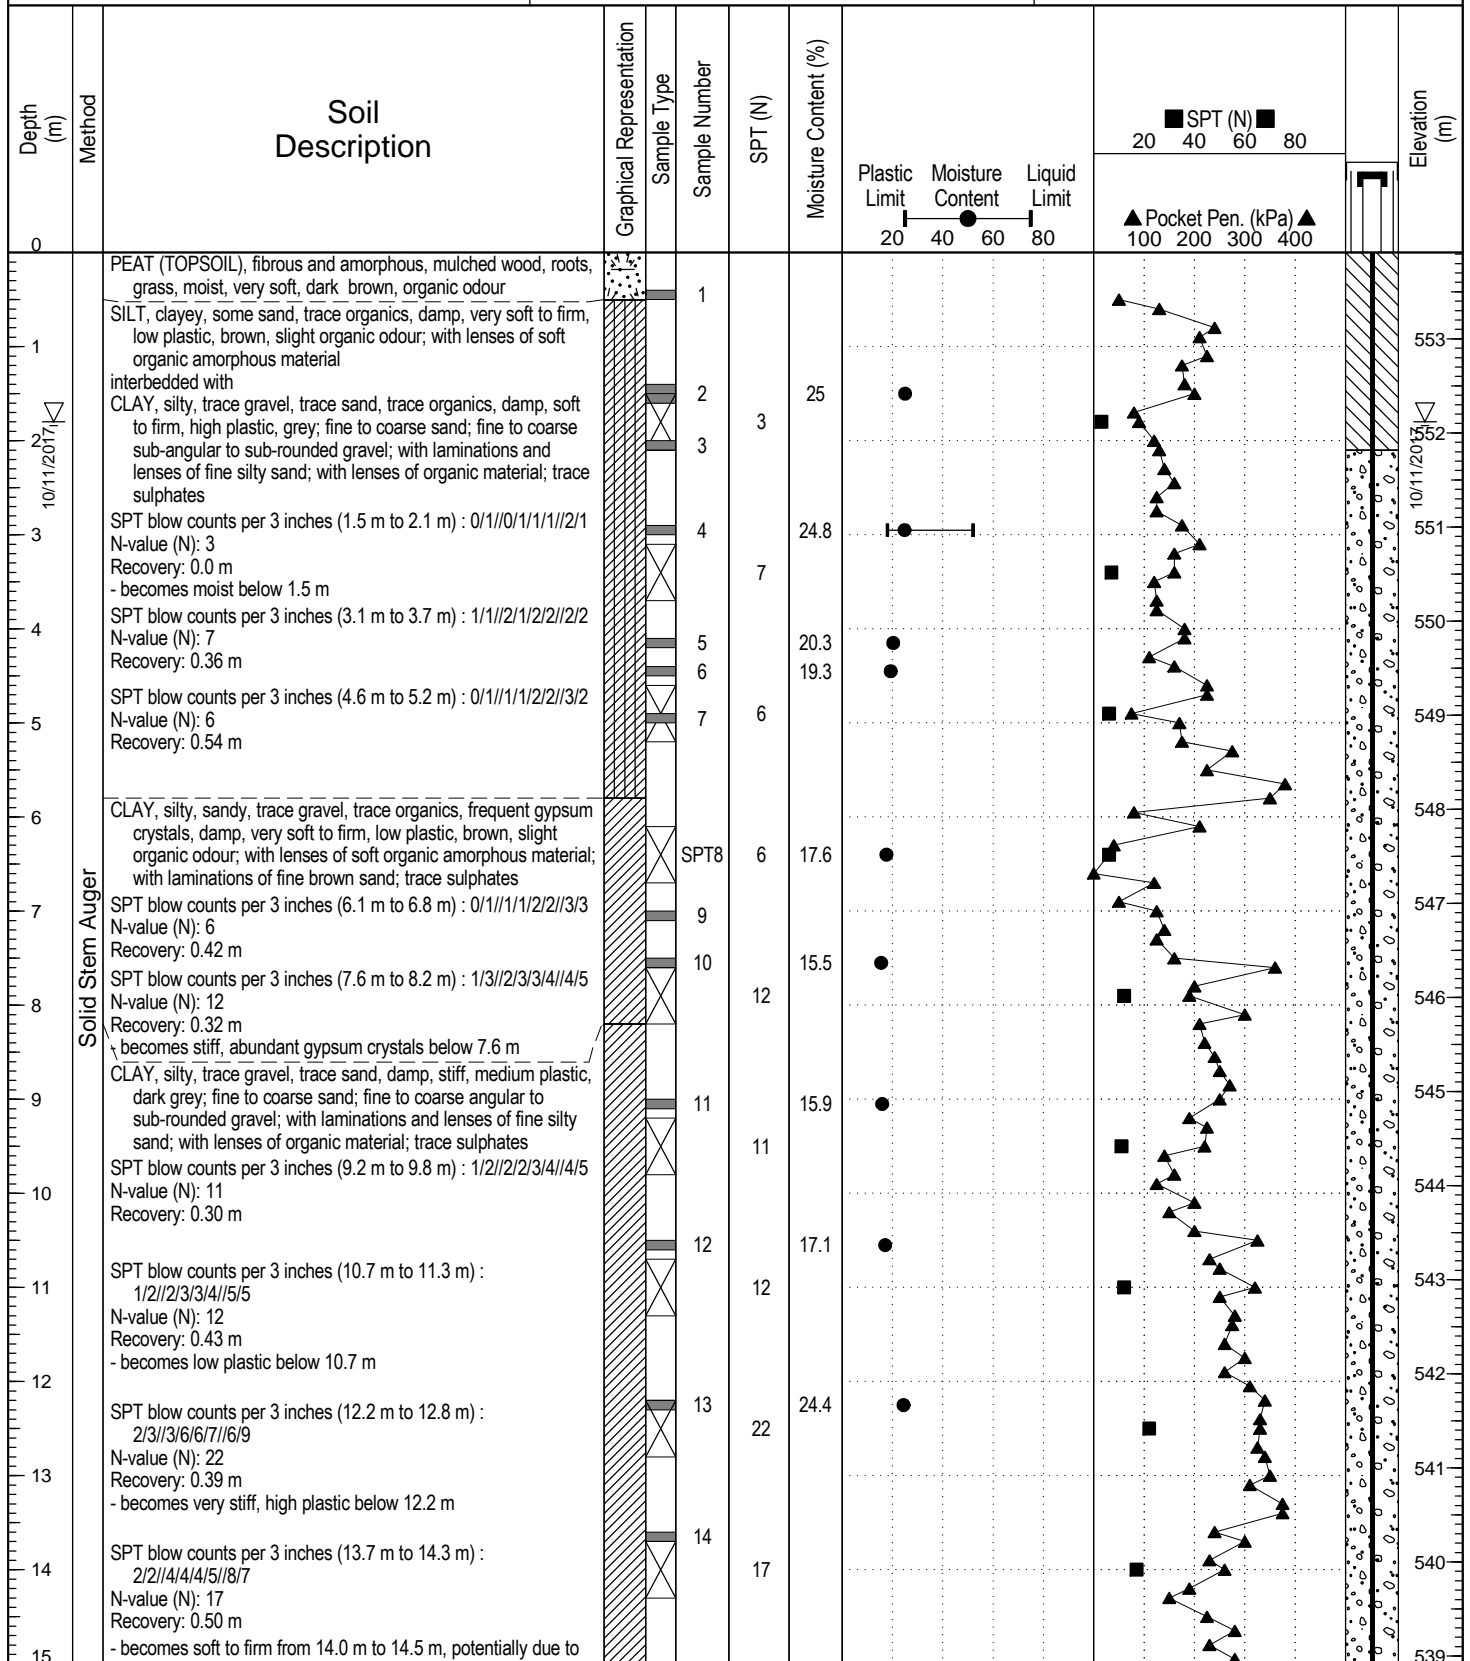 Depth
(m)
Method
Soil
Description
Graphical Representation
Sample Type
Sample Number
SPT (N)
Moisture Content (%)
Plastic Limit
Moisture Content
Liquid Limit
20 40 60 80
■ SPT (N) ■
20 40 60 80
▲ Pocket Pen. (kPa) ▲
100 200 300 400
Elevation
(m)
0
PEAT (TOPSOIL), fibrous and amorphous, mulched wood, roots,
grass, moist, very soft, dark brown, organic odour
1
SILT, clayey, some sand, trace organics, damp, very soft to firm,
low plastic, brown, slight organic odour; with lenses of soft
organic amorphous material
1
553
interbedded with
2
25
CLAY, silty, trace gravel, trace sand, trace organics, damp, soft
to firm, high plastic, grey; fine to coarse sand; fine to coarse
sub-angular to sub-rounded gravel; with laminations and
lenses of fine silty sand; with lenses of organic material; trace
sulphates
3
2
552
3
10/11/2017
10/11/2017
SPT blow counts per 3 inches (1.5 m to 2.1 m) : 0/1//0/1/1/1//2/1
N-value (N): 3
Recovery: 0.0 m
- becomes moist below 1.5 m
3
4
24.8
551
7
SPT blow counts per 3 inches (3.1 m to 3.7 m) : 1/1//2/1/2/2//2/2
N-value (N): 7
Recovery: 0.36 m
4
550
5
20.3
6
19.3
SPT blow counts per 3 inches (4.6 m to 5.2 m) : 0/1//1/1/2/2//3/2
N-value (N): 6
Recovery: 0.54 m
5
7
6
549
CLAY, silty, sandy, trace gravel, trace organics, frequent gypsum
crystals, damp, very soft to firm, low plastic, brown, slight
organic odour; with lenses of soft organic amorphous material;
with laminations of fine brown sand; trace sulphates
6
548
SPT8
6
17.6
Solid Stem Auger
SPT blow counts per 3 inches (6.1 m to 6.8 m) : 0/1//1/1/2/2//3/3
N-value (N): 6
Recovery: 0.42 m
7
9
547
10
15.5
SPT blow counts per 3 inches (7.6 m to 8.2 m) : 1/3//2/3/3/4//4/5
N-value (N): 12
Recovery: 0.32 m
- becomes stiff, abundant gypsum crystals below 7.6 m
8
12
546
CLAY, silty, trace gravel, trace sand, damp, stiff, medium plastic,
dark grey; fine to coarse sand; fine to coarse angular to
sub-rounded gravel; with laminations and lenses of fine silty
sand; with lenses of organic material; trace sulphates
9
11
15.9
545
11
SPT blow counts per 3 inches (9.2 m to 9.8 m) : 1/2//2/2/3/4//4/5
N-value (N): 11
Recovery: 0.30 m
10
544
12
17.1
SPT blow counts per 3 inches (10.7 m to 11.3 m) :
1/2//2/3/3/4//5/5
N-value (N): 12
Recovery: 0.43 m
- becomes low plastic below 10.7 m
11
12
543
12
542
13
24.4
SPT blow counts per 3 inches (12.2 m to 12.8 m) :
2/3//3/6/6/7//6/9
N-value (N): 22
Recovery: 0.39 m
- becomes very stiff, high plastic below 12.2 m
22
13
541
14
SPT blow counts per 3 inches (13.7 m to 14.3 m) :
2/2//4/4/4/5//8/7
N-value (N): 17
Recovery: 0.50 m
14
17
540
- becomes soft to firm from 14.0 m to 14.5 m, potentially due to
15
539